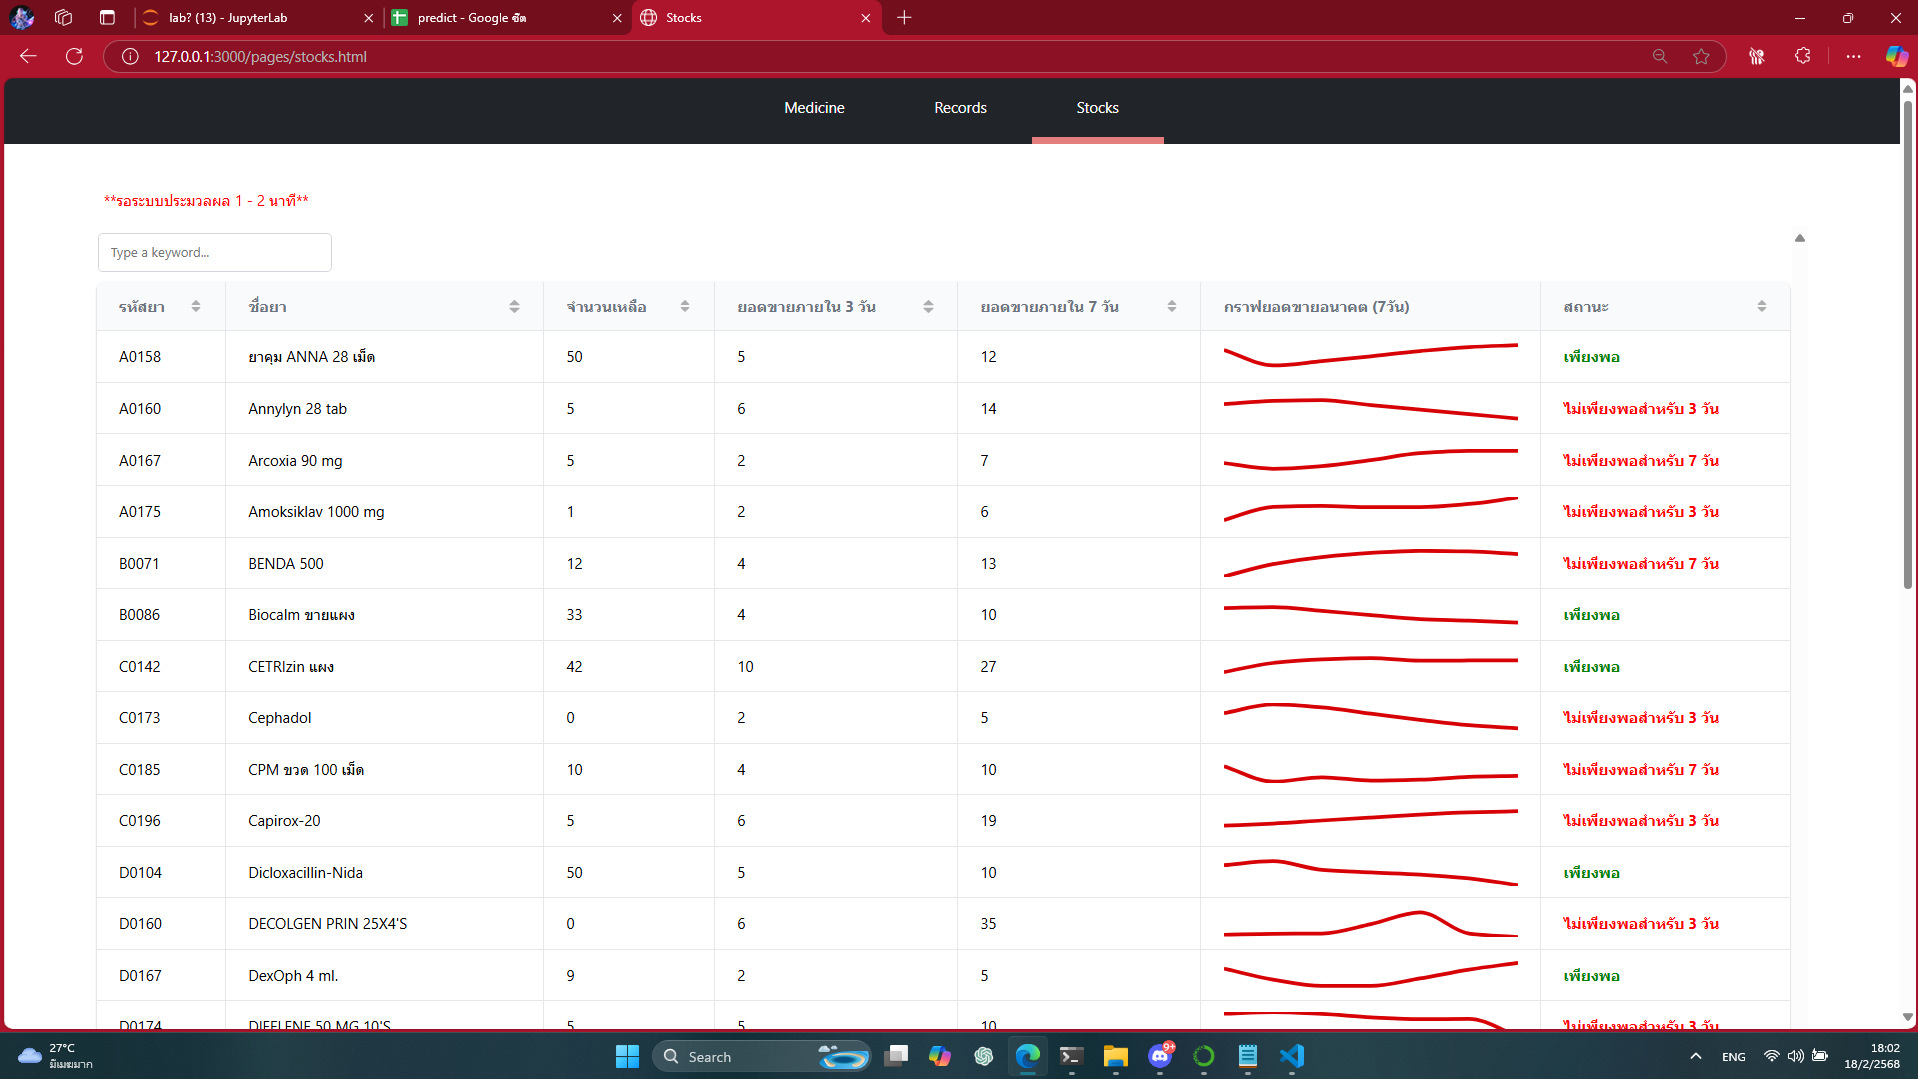 lab? (13) - JupyterLab
predict - Google ชีต
Stocks
127.0.0.1:3000/pages/stocks.html
Medicine Records Stocks
**รอระบบประมวลผล 1 - 2 นาที**
Type a keyword...
รหัสยา ชื่อยา จำนวนเหลือ ยอดขายภายใน 3 วัน ยอดขายภายใน 7 วัน กราฟยอดขายอนาคต (7วัน) สถานะ
A0158 ยาคุม ANNA 28 เม็ด 50 5 12 เพียงพอ
A0160 Annylyn 28 tab 5 6 14 ไม่เพียงพอสำหรับ 3 วัน
A0167 Arcoxia 90 mg 5 2 7 ไม่เพียงพอสำหรับ 7 วัน
A0175 Amoksiklav 1000 mg 1 2 6 ไม่เพียงพอสำหรับ 3 วัน
B0071 BENDA 500 12 4 13 ไม่เพียงพอสำหรับ 7 วัน
B0086 Biocalm ขายแผง 33 4 10 เพียงพอ
C0142 CETRIzin แผง 42 10 27 เพียงพอ
C0173 Cephadol 0 2 5 ไม่เพียงพอสำหรับ 3 วัน
C0185 CPM ขวด 100 เม็ด 10 4 10 ไม่เพียงพอสำหรับ 7 วัน
C0196 Capirox-20 5 6 19 ไม่เพียงพอสำหรับ 3 วัน
D0104 Dicloxacillin-Nida 50 5 10 เพียงพอ
D0160 DECOLGEN PRIN 25X4'S 0 6 35 ไม่เพียงพอสำหรับ 3 วัน
D0167 DexOph 4 ml. 9 2 5 เพียงพอ
D0174 DIFELENE 50 MG 10'S 5 5 10 ไม่เพียงพอสำหรับ 3 วัน
27°C
มีเมฆมาก
Search
9+
ENG
18:02
18/2/2568